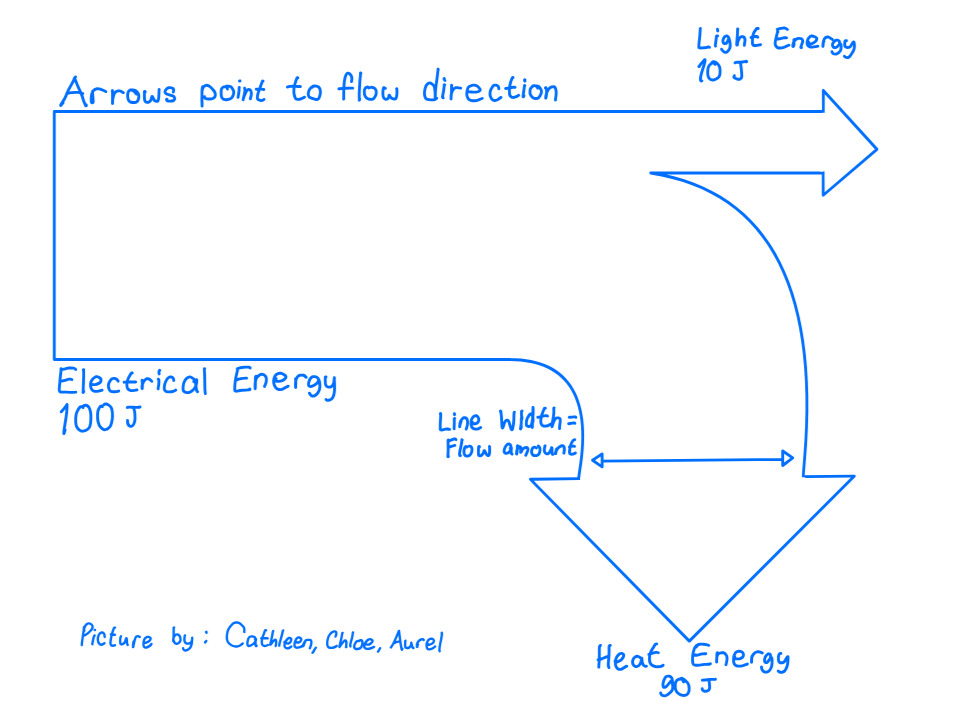 Light Energy
10 J
Arrows point to flow direction
Electrical Energy
100 J
Line Width =
Flow amount
Picture by: Cathleen, Chloe, Aurel
Heat Energy
90 J